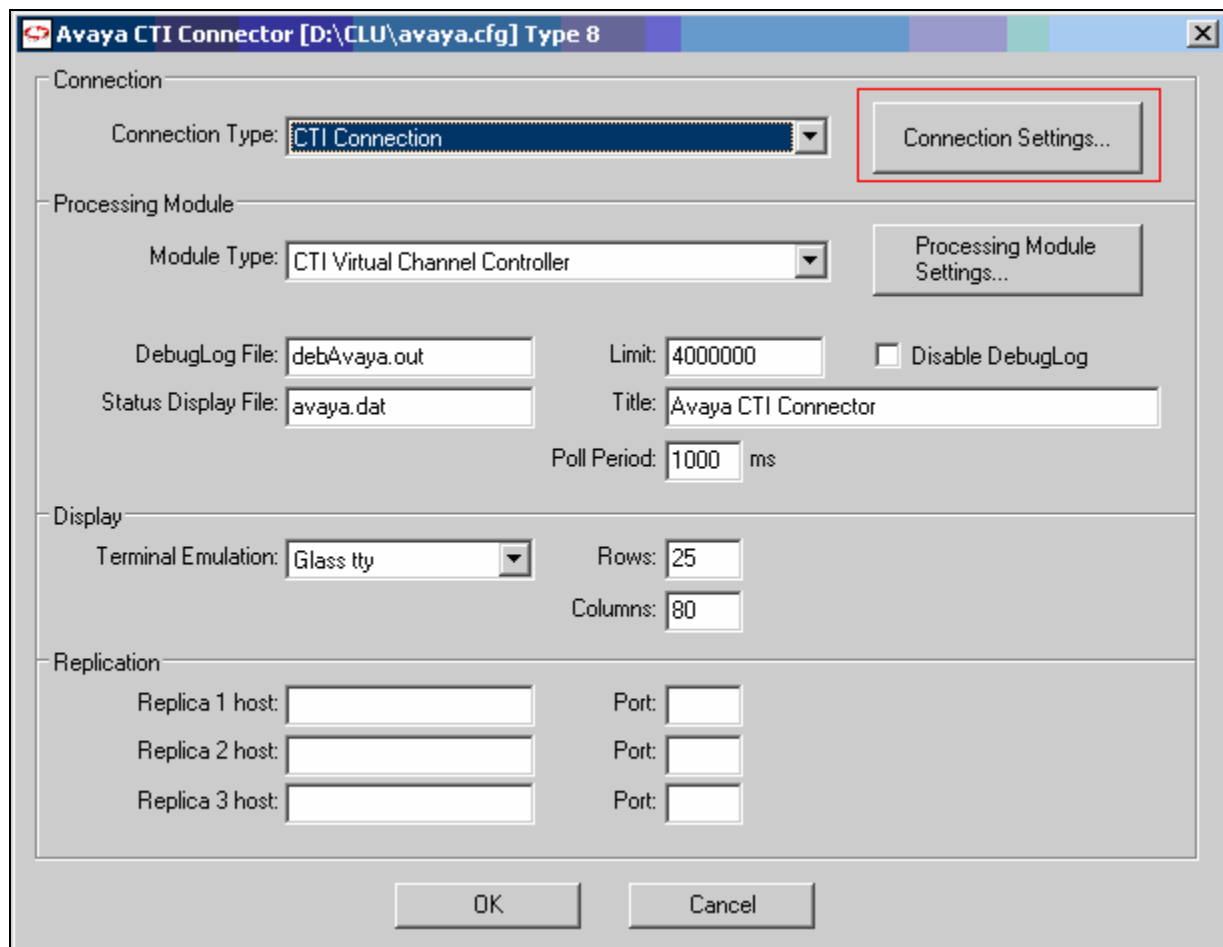 Avaya CTI Connector [D:\CLU\avaya.cfg] Type 8
Connection
Connection Type: CTI Connection
Connection Settings...
Processing Module
Module Type: CTI Virtual Channel Controller
Processing Module
Settings...
DebugLog File: debAvaya.out Limit: 4000000 Disable DebugLog
Status Display File: avaya.dat Title: Avaya CTI Connector
Poll Period: 1000 ms
Display
Terminal Emulation: Glass tty Rows: 25
Columns: 80
Replication
Replica 1 host: Port:
Replica 2 host: Port:
Replica 3 host: Port:
OK Cancel